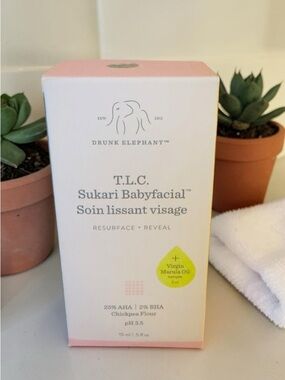 DRUNK ELEPHANT™
T.L.C.
Sukari Babyfacial™
Soin lissant visage
RESURFACE + REVEAL
+
Virgin
Marula Oil
25% AHA | 2% BHA
Chickpea Flour
pH 3.5